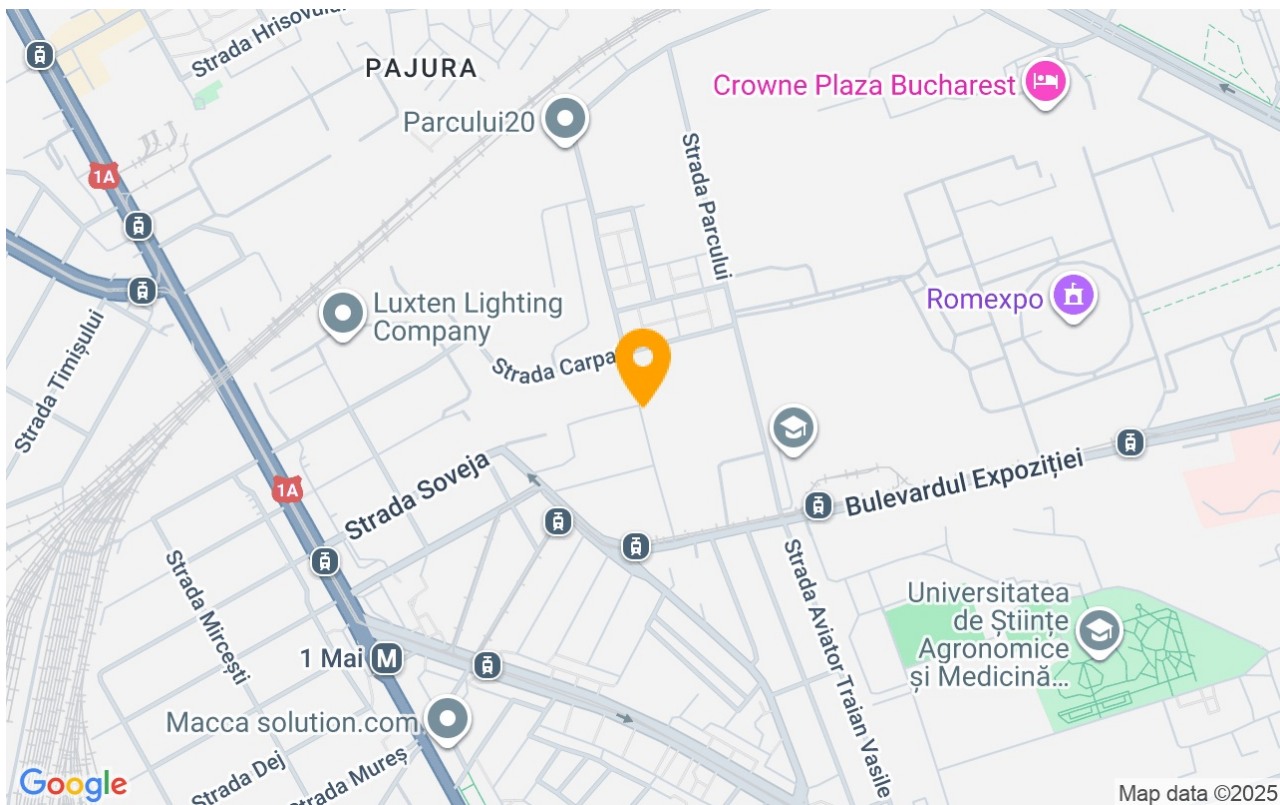 Strada Hrisovului
PAJURA
Crowne Plaza Bucharest
Parcului20
1A
Strada Parcului
Romexpo
Luxten Lighting
Company
Strada Timișului
Strada Carpa
Strada Soveja
Bulevardul Expoziției
1A
Strada Mircești
Strada Aviator Traian Vasile
Universitatea
de Științe
Agronomice
și Medicină...
1 Mai M
Macca solution.com
Strada Dej
Strada Mureș
Google
Map data ©2025